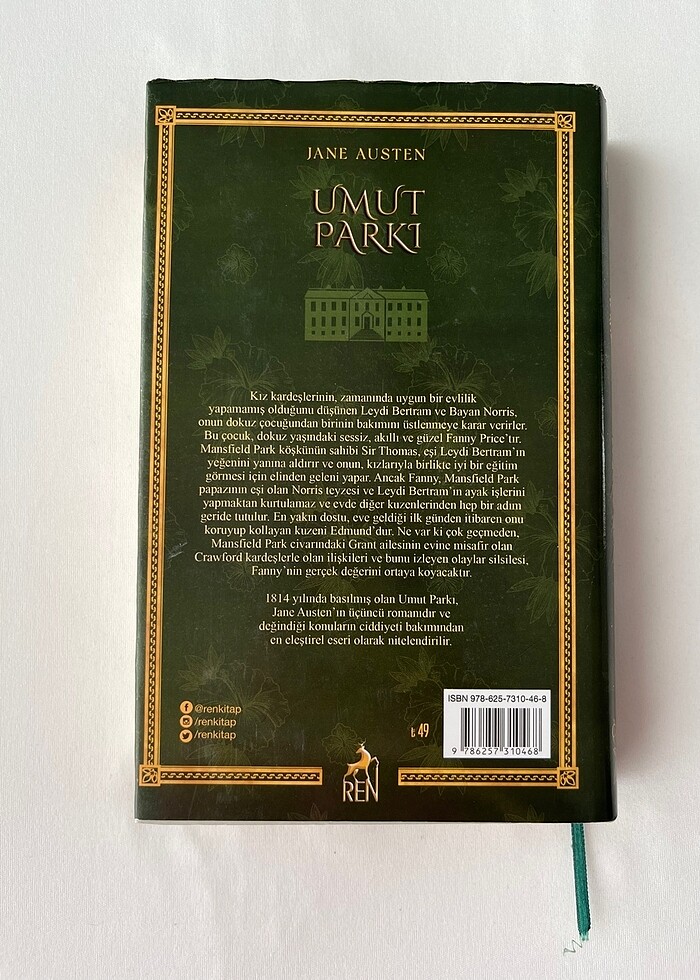 JANE AUSTEN
UMUT
PARKI
Kız kardeşlerinin, zamanında uygun bir evlilik
yapamamış olduğunu düşünen Leydi Bertram ve Bayan Norris,
onun dokuz çocuğundan birinin bakımını üstlenmeye karar verirler.
Bu çocuk, dokuz yaşındaki sessiz, akıllı ve güzel Fanny Price'tır.
Mansfield Park köşkünün sahibi Sir Thomas, eşi Leydi Bertram'ın
yeğenini yanına aldırır ve onun, kızlarıyla birlikte iyi bir eğitim
görmesi için elinden geleni yapar. Ancak Fanny, Mansfield Park
papazının eşi olan Norris teyzesi ve Leydi Bertram'ın ayak işlerini
yapmaktan kurtulamaz ve evde diğer kuzenlerinden hep bir adım
geride tutulur. En yakın dostu, eve geldiği ilk günden itibaren onu
koruyup kollayan kuzeni Edmund'dur. Ne var ki çok geçmeden,
Mansfield Park civarındaki Grant ailesinin evine misafir olan
Crawford kardeşlerle olan ilişkileri ve bunu izleyen olaylar silsilesi,
Fanny'nin gerçek değerini ortaya koyacaktır.
1814 yılında basılmış olan Umut Parkı,
Jane Austen'ın üçüncü romanıdır ve
değindiği konuların ciddiyeti bakımından
en eleştirel eseri olarak nitelendirilir.
@renkitap
/renkitap
/renkitap
₺49
ISBN 978-625-7310-46-8
9 786257 310468
REN